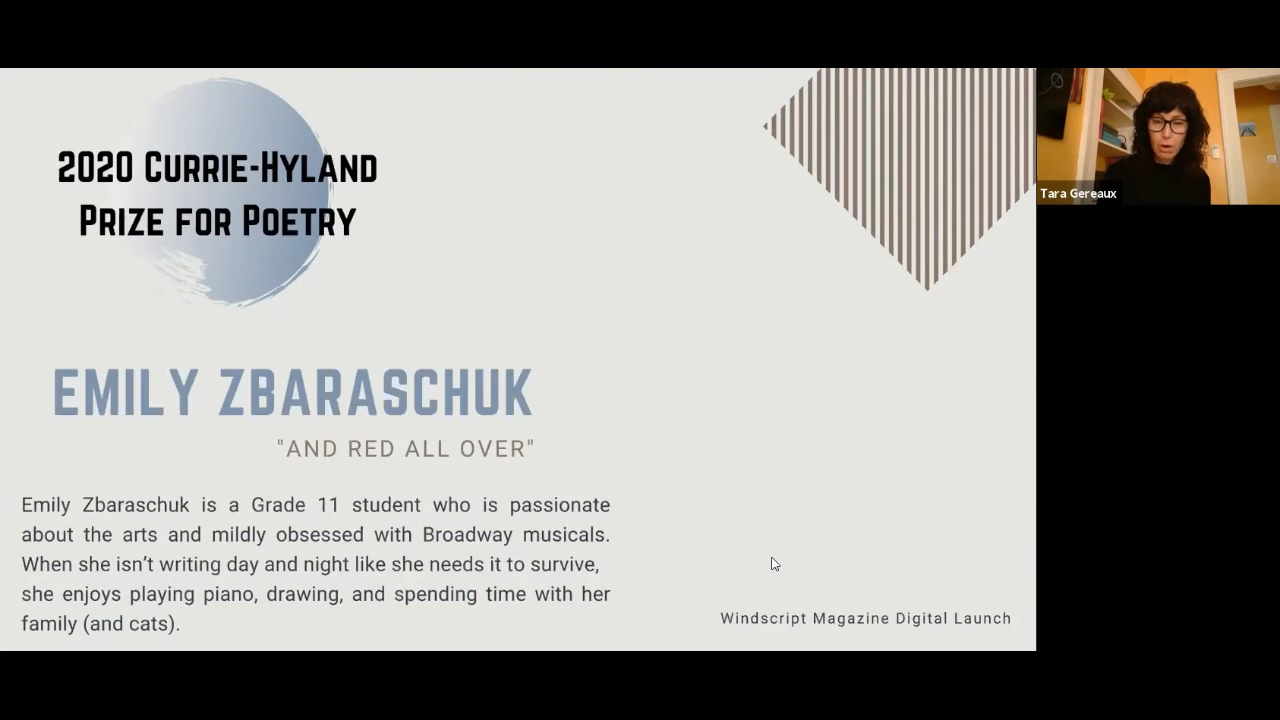 2020 Currie-Hyland
Prize for Poetry
Emily Zbaraschuk
"AND RED ALL OVER"
Emily Zbaraschuk is a Grade 11 student who is passionate
about the arts and mildly obsessed with Broadway musicals.
When she isn’t writing day and night like she needs it to survive,
she enjoys playing piano, drawing, and spending time with her
family (and cats).
Windscript Magazine Digital Launch
Tara Gereaux